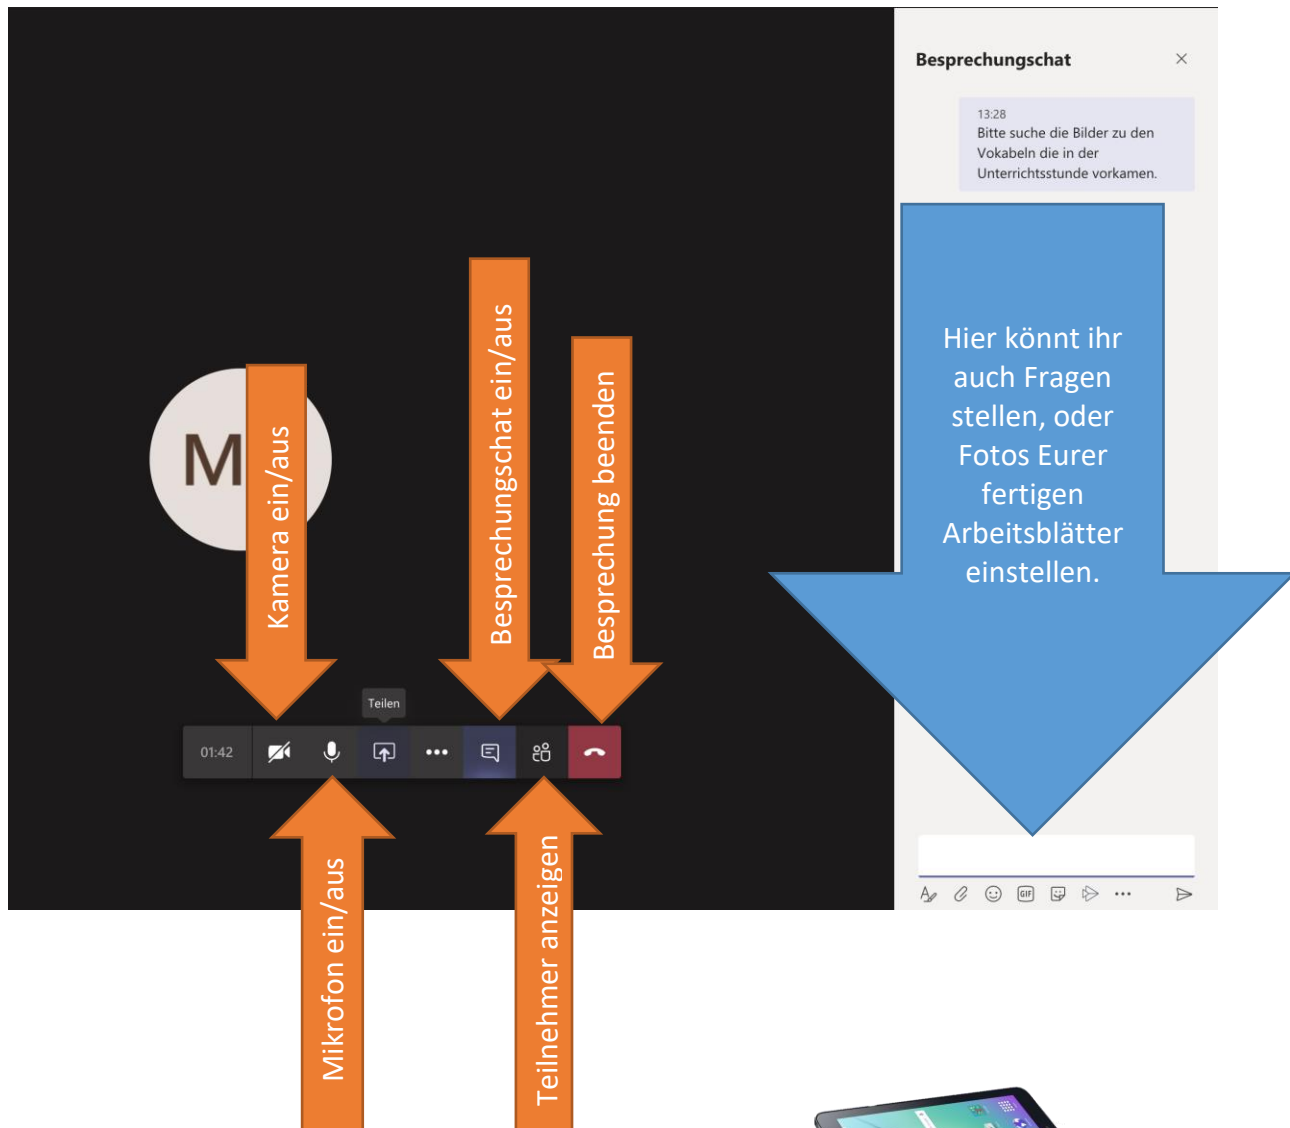 Besprechungschat
13:28
Bitte suche die Bilder zu den
Vokabeln die in der
Unterrichtsstunde vorkamen.
Hier könnt ihr
auch Fragen
stellen, oder
Fotos Eurer
fertigen
Arbeitsblätter
einstellen.
M
Kamera ein/aus
Besprechungschat ein/aus
Besprechung beenden
Teilen
01:42
Mikrofon ein/aus
Teilnehmer anzeigen
GIF